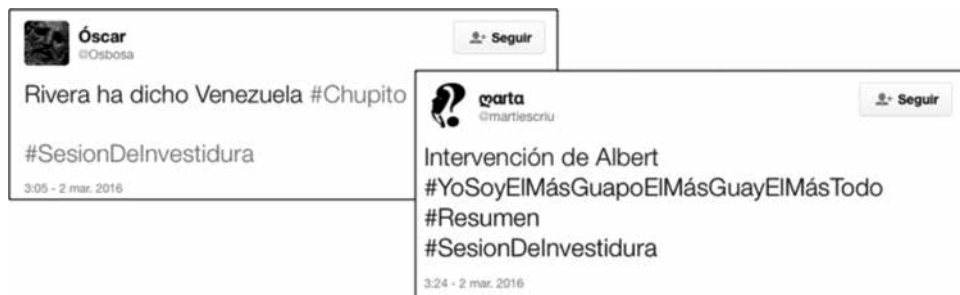 Óscar
@Osbosa
Seguir
Rivera ha dicho Venezuela #Chupito
#SesionDeInvestidura
3:05 - 2 mar. 2016
ღarta
@martiescriu
Seguir
Intervención de Albert
#YoSoyElMásGuapoElMásGuayElMásTodo
#Resumen
#SesionDeInvestidura
3:24 - 2 mar. 2016